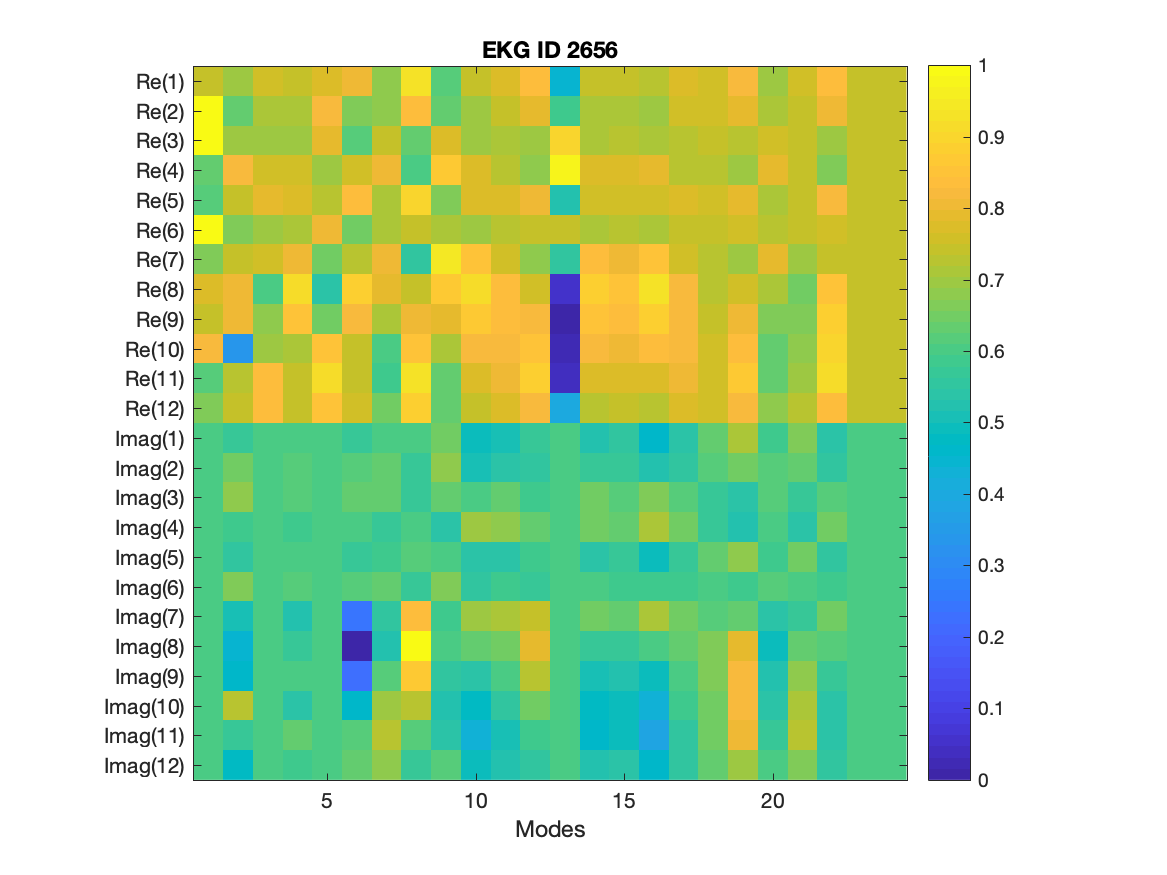 EKG ID 2656
Re(1)
Re(2)
Re(3)
Re(4)
Re(5)
Re(6)
Re(7)
Re(8)
Re(9)
Re(10)
Re(11)
Re(12)
Imag(1)
Imag(2)
Imag(3)
Imag(4)
Imag(5)
Imag(6)
Imag(7)
Imag(8)
Imag(9)
Imag(10)
Imag(11)
Imag(12)
5 10 15 20
Modes
1
0.9
0.8
0.7
0.6
0.5
0.4
0.3
0.2
0.1
0